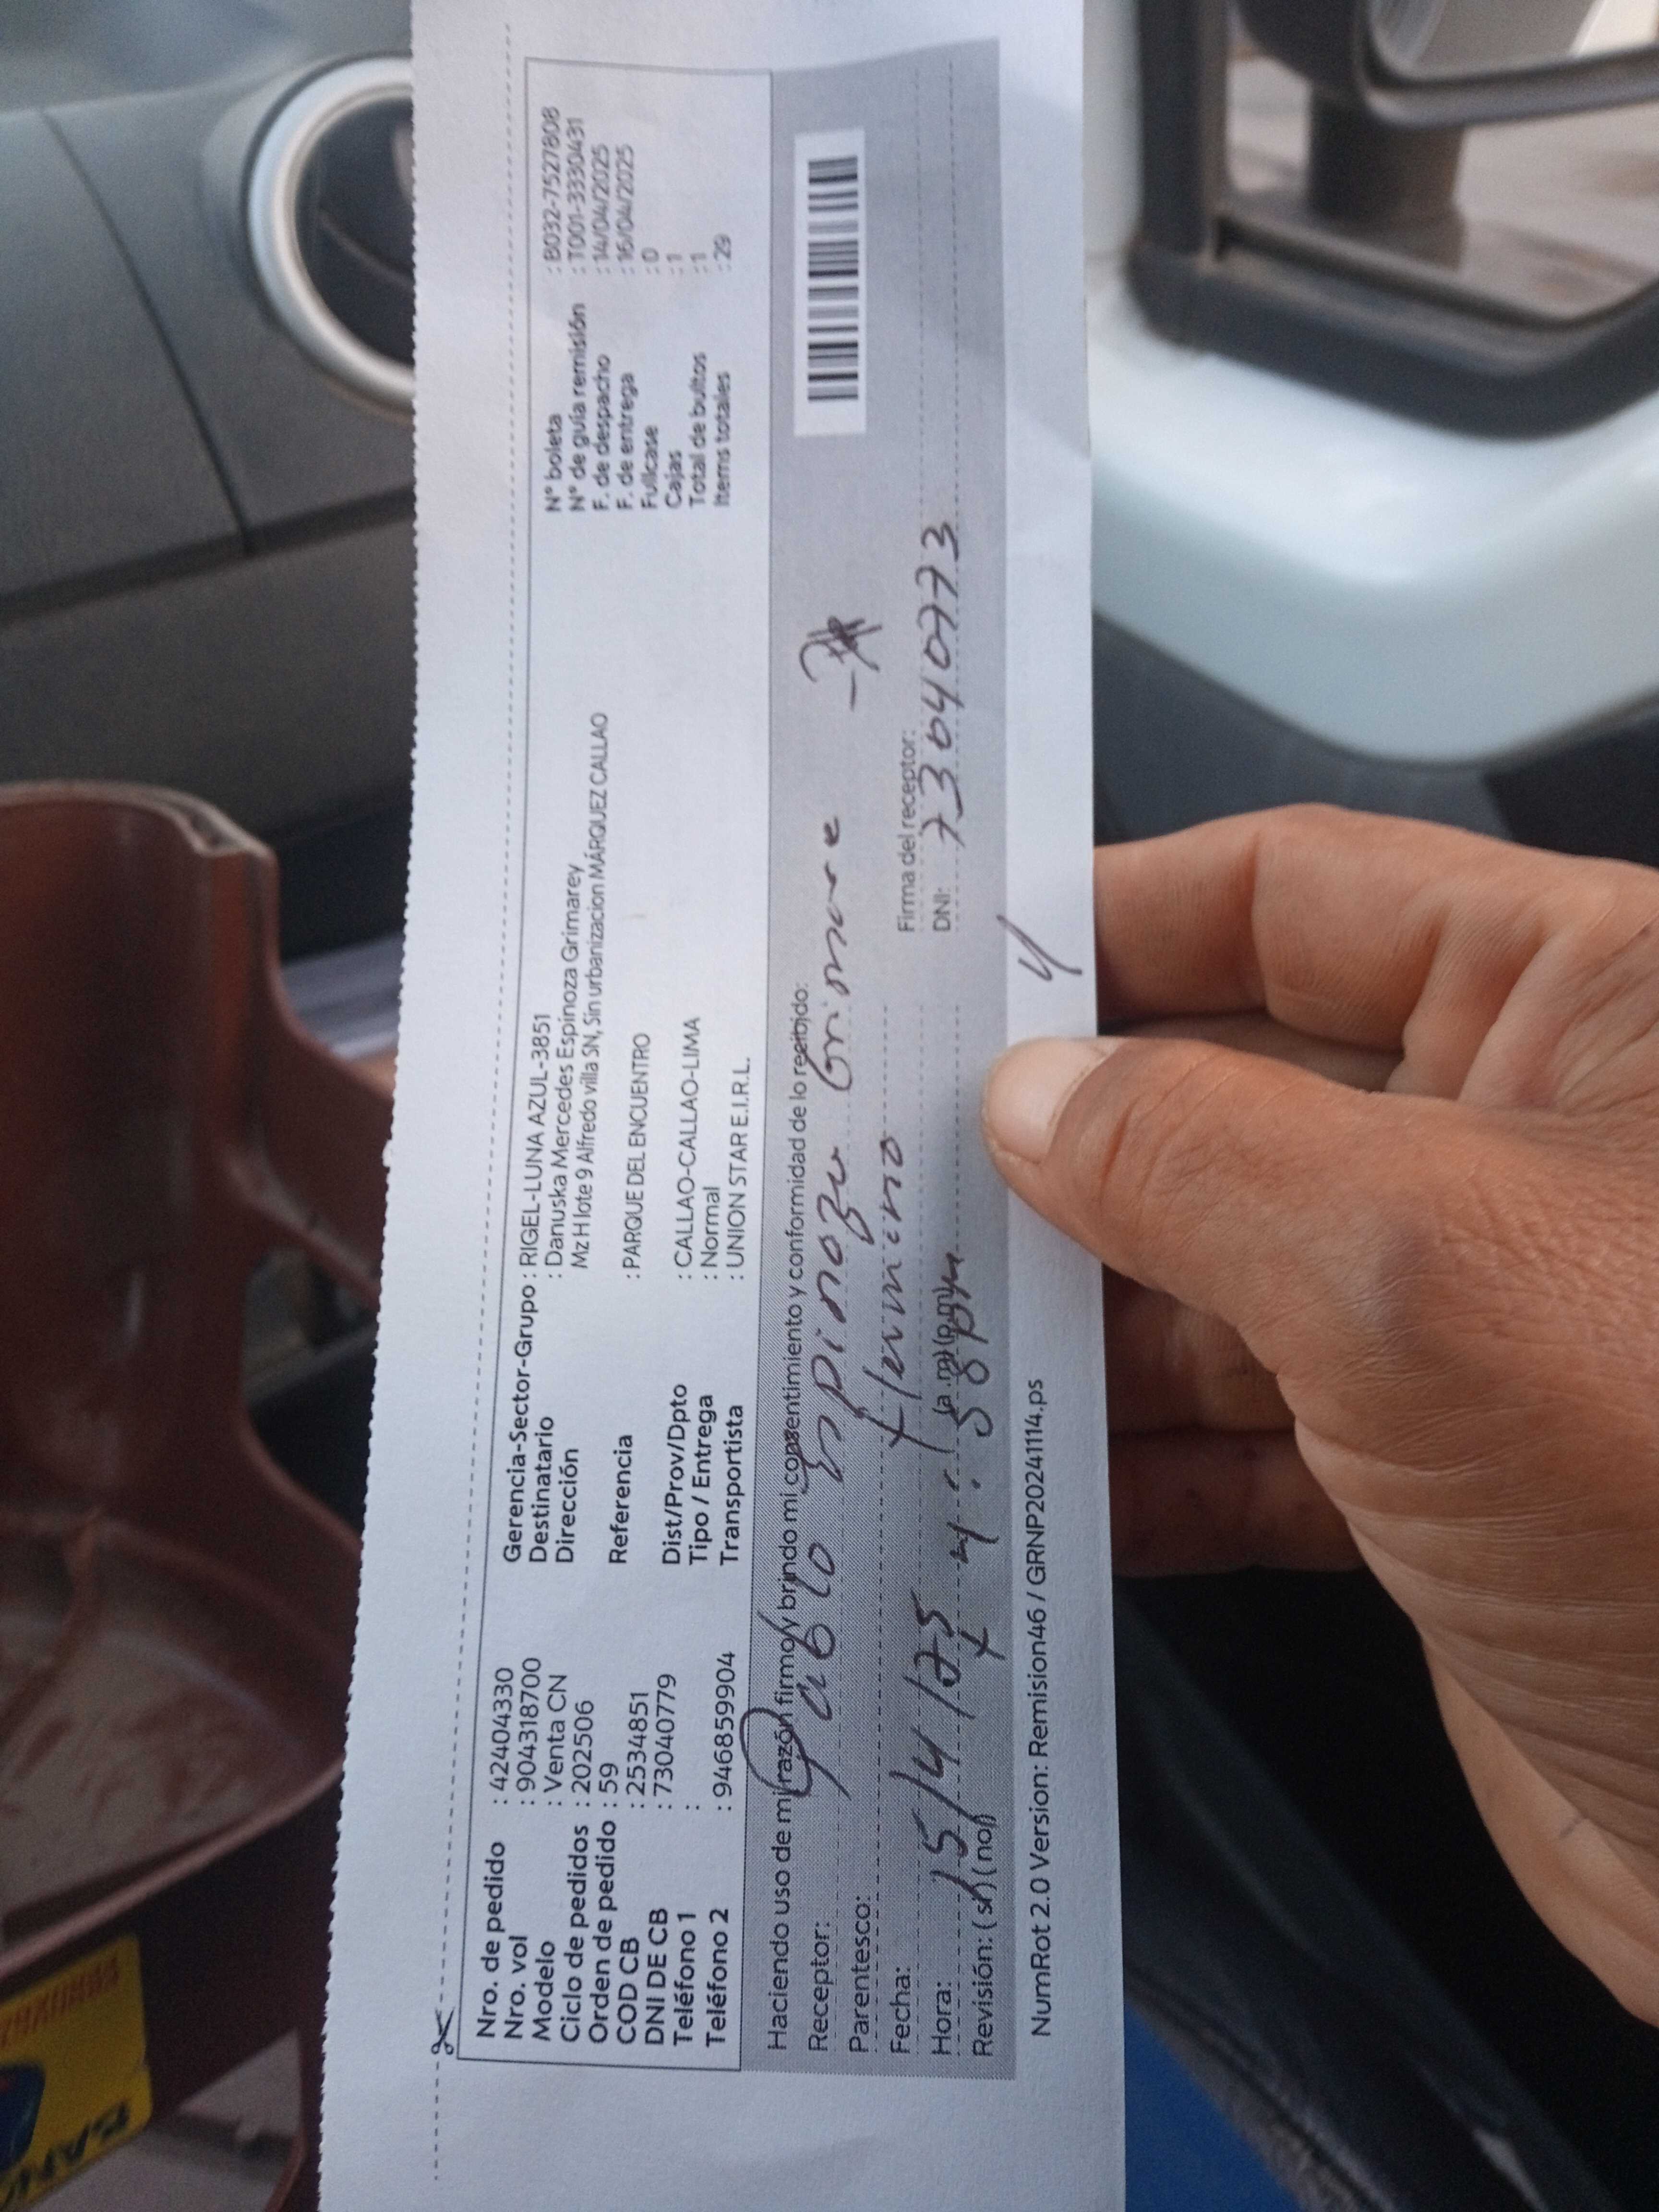 Nro. de pedido : 42404330
Nro. vol : 904318700
Modelo : Venta CN
Ciclo de pedidos : 202506
Orden de pedido : 59
COD CB : 2534851
DNI DE CB : 73040779
Teléfono 1 :
Teléfono 2 : 946859904
Gerencia-Sector-Grupo : RIGEL-LUNA AZUL-3851
Destinatario : Danuska Mercedes Espinoza Grimarey
Dirección Mz H lote 9 Alfredo villa SN, Sin urbanizacion MÁRQUEZ CALLAO
Referencia : PARQUE DEL ENCUENTRO
Dist/Prov/Dpto : CALLAO-CALLAO-LIMA
Tipo / Entrega : Normal
Transportista : UNION STAR E.I.R.L.
N° boleta : B032-7527808
N° de guía remisión : T001-3330431
F. de despacho : 14/04/2025
F. de entrega : 16/04/2025
Fullcase : 0
Cajas : 1
Total de bultos : 1
Items totales : 29
Haciendo uso de mi razón firmo y brindo mi consentimiento y conformidad de lo recibido:
Receptor: Pablo Espinoza
Parentesco:
Firma del receptor:
Fecha: 15/4/25
DNI: 73040773
Hora: (a.m) (p.m) 4:50 pm
Revisión: (si) (no)
4
NumRot 2.0 Version: Remision46 / GRNP20241114.ps